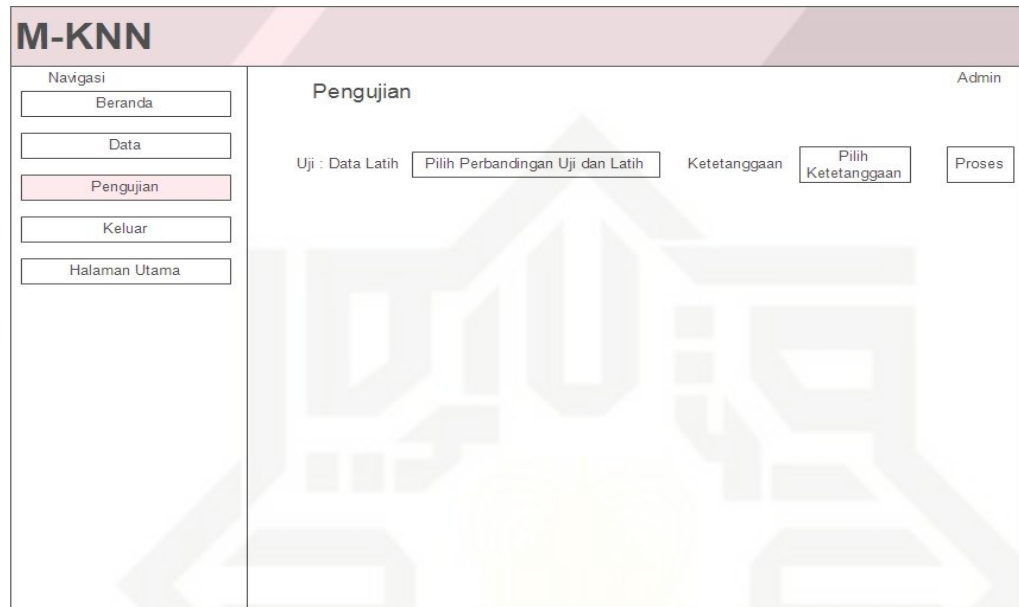 M-KNN
Navigasi
Beranda
Data
Pengujian
Keluar
Halaman Utama
Admin
Pengujian
Uji : Data Latih
Pilih Perbandingan Uji dan Latih
Ketetanggaan
Pilih
Ketetanggaan
Proses